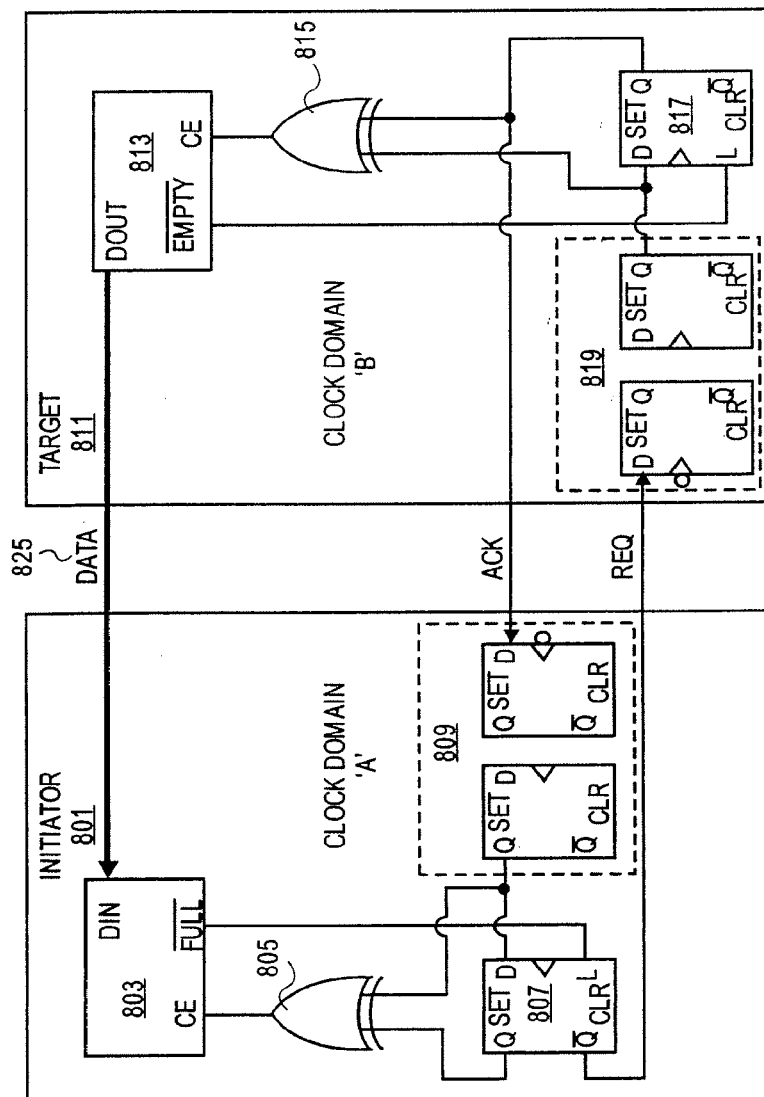 INITIATOR
801
825
DATA
TARGET
811
803
DIN
CE
FULL
805
DOUT
813
EMPTY
CE
815
CLOCK DOMAIN
'A'
CLOCK DOMAIN
'B'
ACK
REQ
807
Q SET D
Q CLR L
809
Q SET D
Q CLR
Q SET D
Q CLR
819
D SET Q
CLR Q
D SET Q
CLR Q
D SET Q
817
L CLR Q